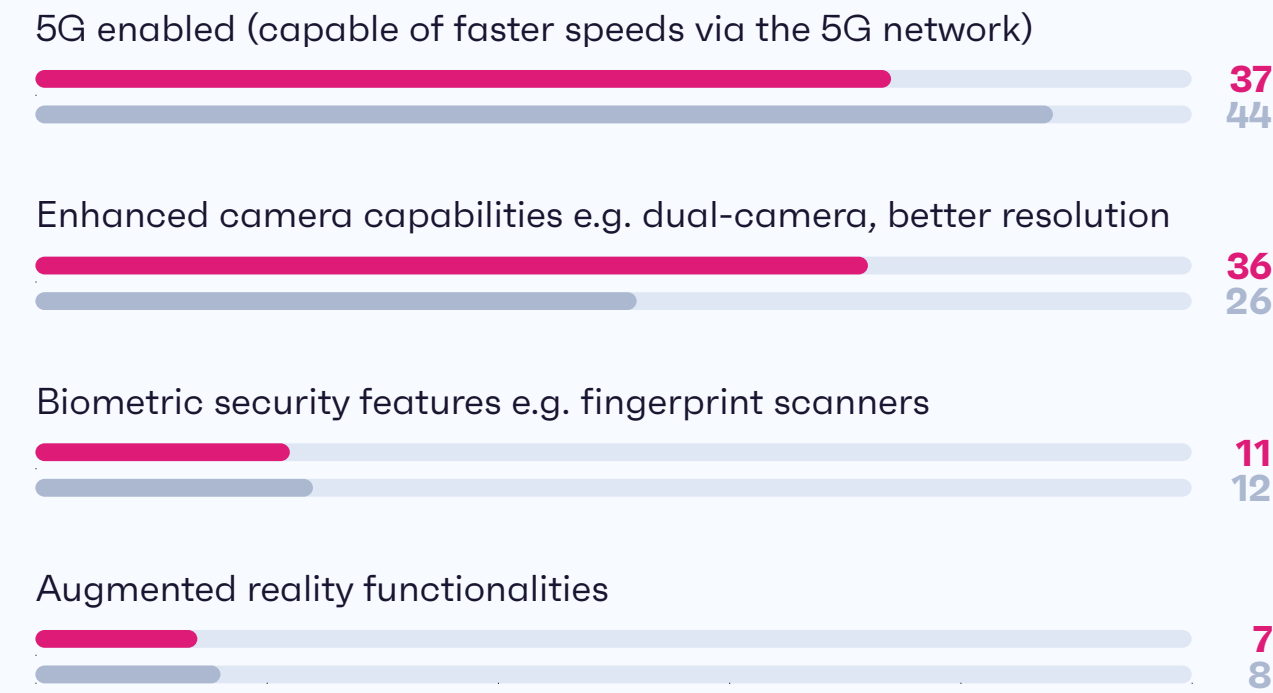 5G enabled (capable of faster speeds via the 5G network)
37
44
Enhanced camera capabilities e.g. dual-camera, better resolution
36
26
Biometric security features e.g. fingerprint scanners
11
12
Augmented reality functionalities
7
8